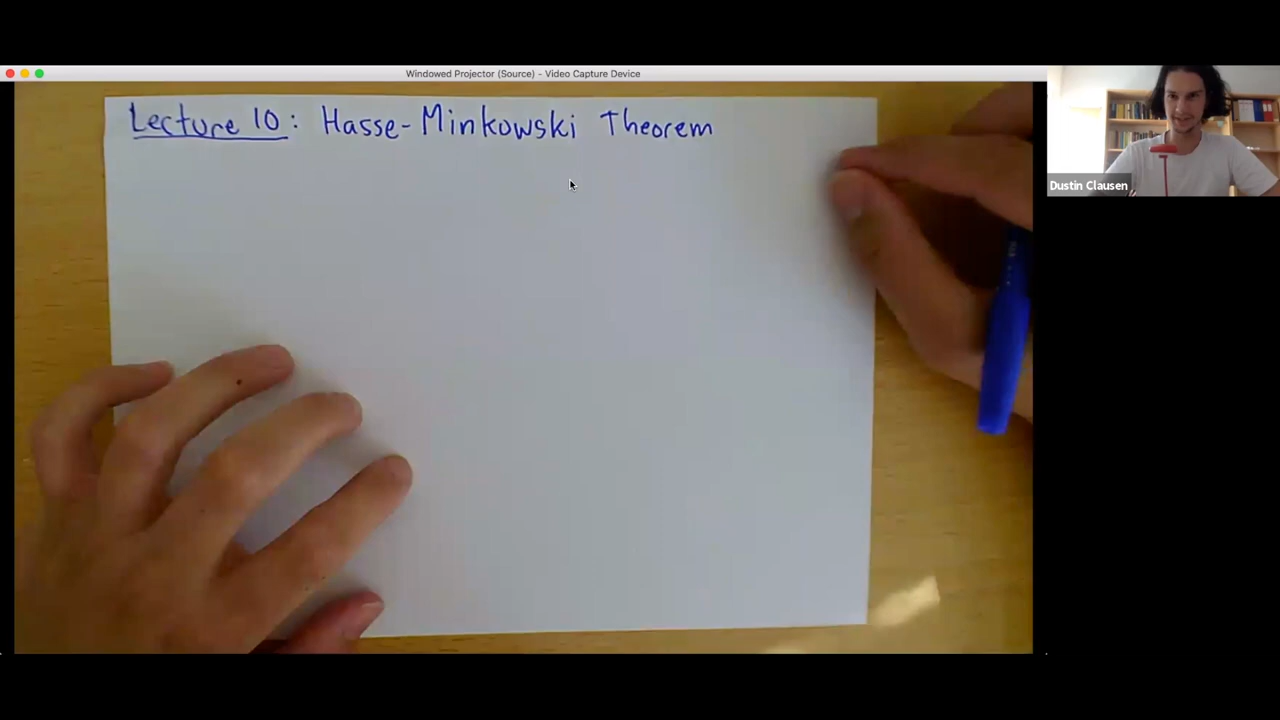 Windowed Projector (Source) - Video Capture Device
Lecture 10: Hasse-Minkowski Theorem
Dustin Clausen